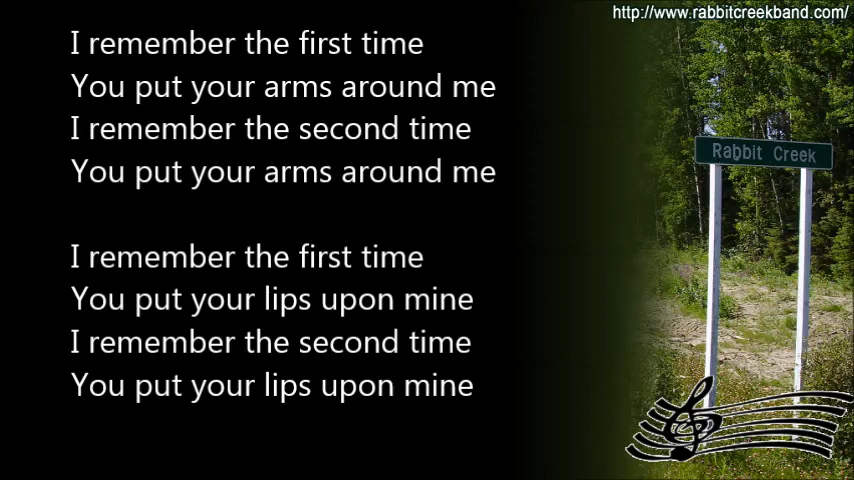 http://www.rabbitcreekband.com/
I remember the first time
You put your arms around me
I remember the second time
You put your arms around me
Rabbit Creek
I remember the first time
You put your lips upon mine
I remember the second time
You put your lips upon mine